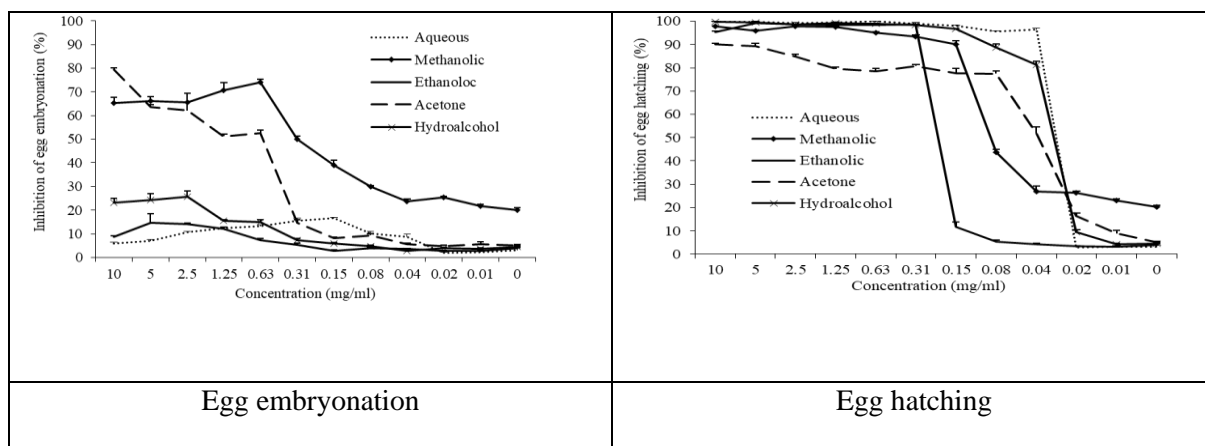 100
90
80
70
60
50
40
30
20
10
0
Inhibition of egg embryonation (%)
Aqueous
Methanolic
Ethanoloc
Acetone
Hydroalcohol
10 5 2.5 1.25 0.63 0.31 0.15 0.08 0.04 0.02 0.01 0
Concentration (mg/ml)
100
90
80
70
60
50
40
30
20
10
0
Inhibition of egg hatching (%)
Aqueous
Methanolic
Ethanolic
Acetone
Hydroalcohol
10 5 2.5 1.25 0.63 0.31 0.15 0.08 0.04 0.02 0.01 0
Concentration (mg/ml)
Egg embryonation
Egg hatching